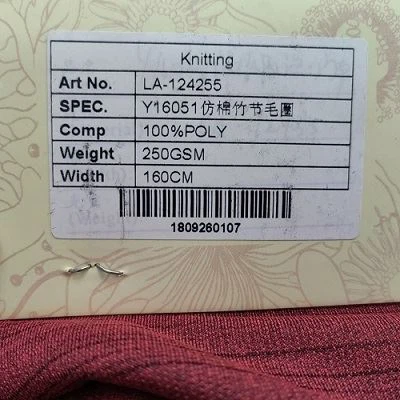 Knitting
Art No. LA-124255
SPEC. Y16051仿棉竹节毛圈
Comp 100%POLY
Weight 250GSM
Width 160CM
1809260107